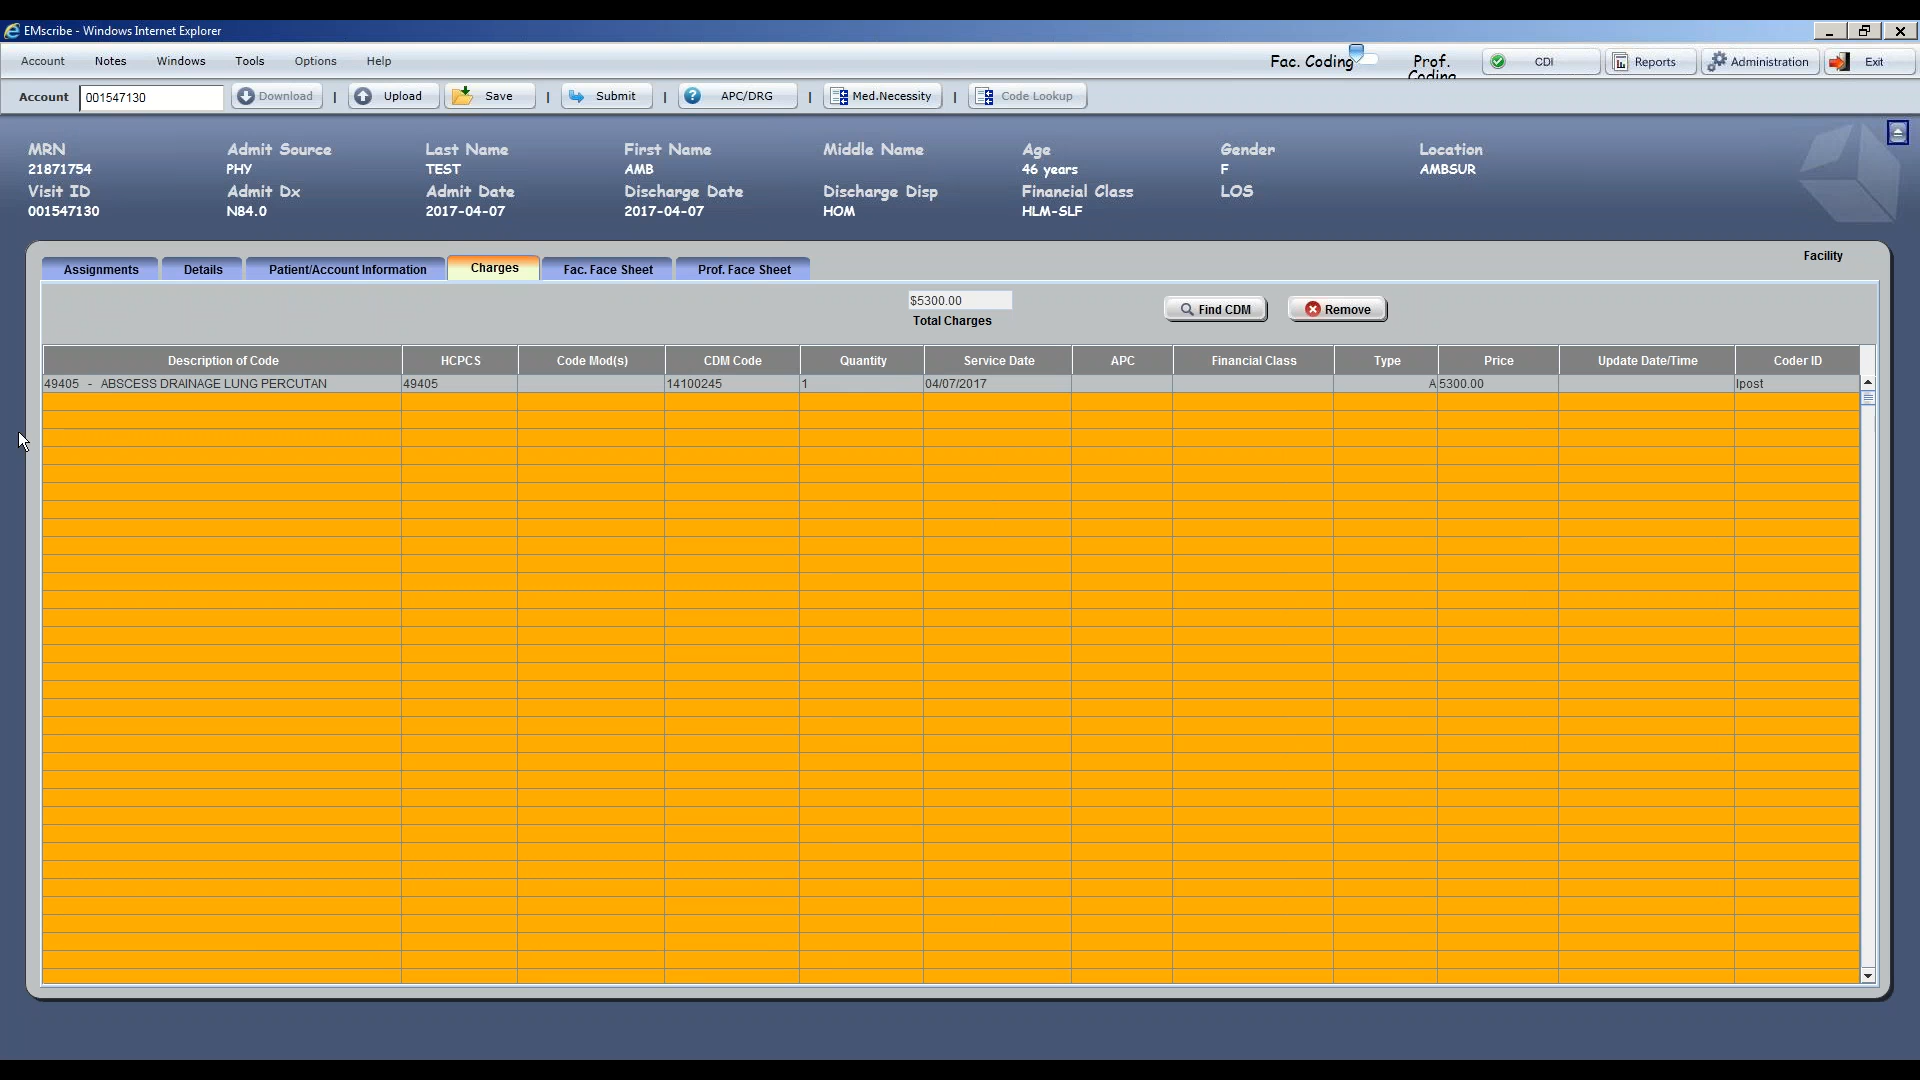 EMscribe - Windows Internet Explorer
Account Notes Windows Tools Options Help Fac. Coding Prof. Coding CDI Reports Administration Exit
Account 001547130 Download | Upload Save | Submit | APC/DRG | Med.Necessity | Code Lookup
MRN Admit Source Last Name First Name Middle Name Age Gender Location
21871754 PHY TEST AMB 46 years F AMBSUR
Visit ID Admit Dx Admit Date Discharge Date Discharge Disp Financial Class LOS
001547130 N84.0 2017-04-07 2017-04-07 HOM HLM-SLF
Facility
Assignments Details Patient/Account Information Charges Fac. Face Sheet Prof. Face Sheet
$5300.00
Total Charges Find CDM Remove
Description of Code HCPCS Code Mod(s) CDM Code Quantity Service Date APC Financial Class Type Price Update Date/Time Coder ID
49405 - ABSCESS DRAINAGE LUNG PERCUTAN 49405 14100245 1 04/07/2017 A 5300.00 lpost